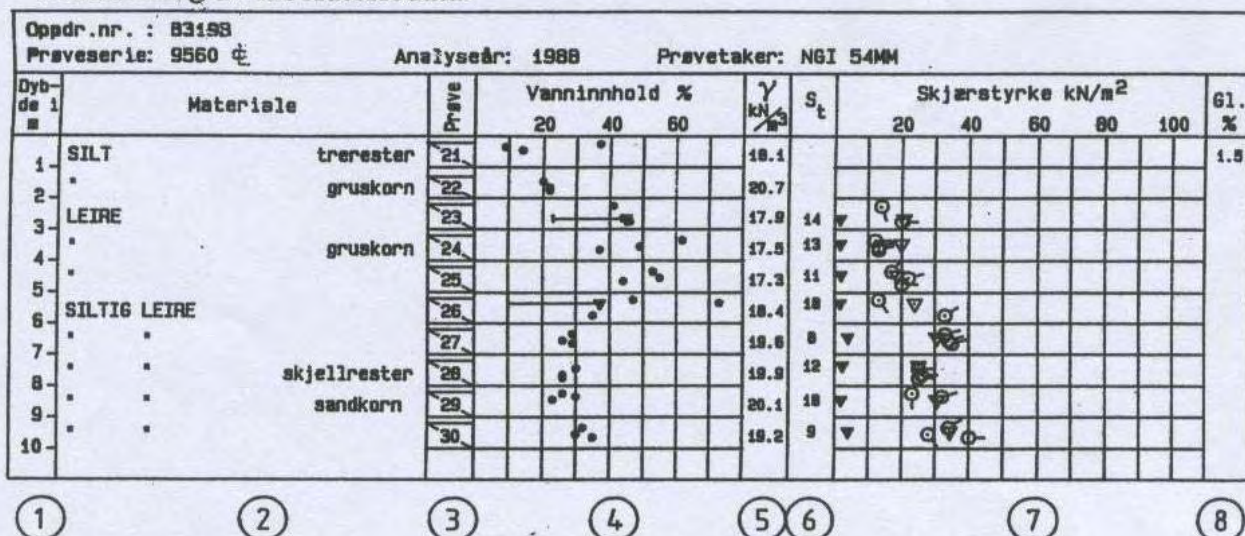 Oppdr.nr. : 83198
Prøveserie: 9560 ℄ Analyseår: 1988 Prøvetaker: NGI 54MM
Dyb-
de i
m
Materiale
Prøve
Vanninnhold %
20 40 60
γ
kN/m3
St
Skjærstyrke kN/m2
20 40 60 80 100
Gl.
%
1 SILT trerester 21 19.1 1.5
2 " gruskorn 22 20.7
3 LEIRE 23 17.9 14
4 " gruskorn 24 17.5 13
5 " 25 17.3 11
6 SILTIG LEIRE 26 18.4 18
7 " " 27 19.6 8
8 " " skjellrester 28 19.9 12
9 " " sandkorn 29 20.1 18
10 " " 30 19.2 9
1 2 3 4 5 6 7 8